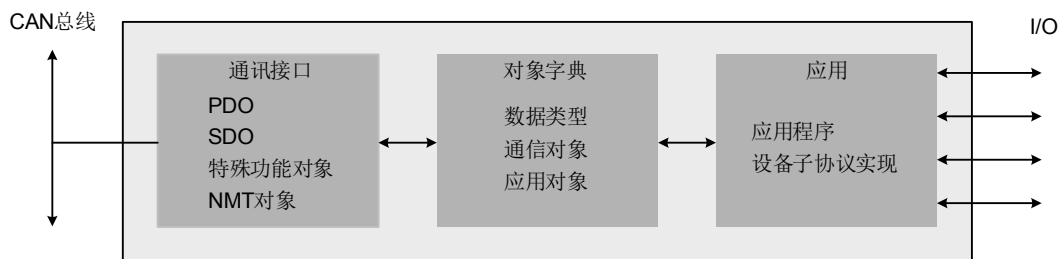 CAN总线
I/O
通讯接口
PDO
SDO
特殊功能对象
NMT对象
对象字典
数据类型
通信对象
应用对象
应用
应用程序
设备子协议实现